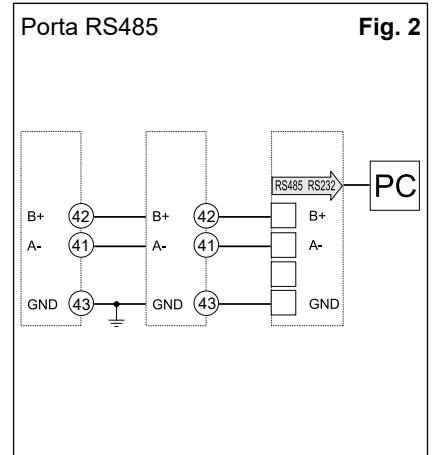 Porta RS485 Fig. 2
RS485 RS232 PC
B+ 42 B+ 42 B+
A- 41 A- 41 A-
GND 43 GND 43 GND